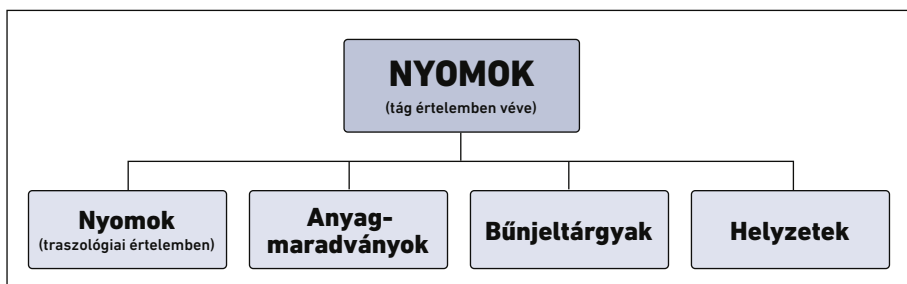 NYOMOK
(tág értelemben véve)
Nyomok
(traszológiai értelemben)
Anyag-
maradványok
Bűnjeltárgyak
Helyzetek